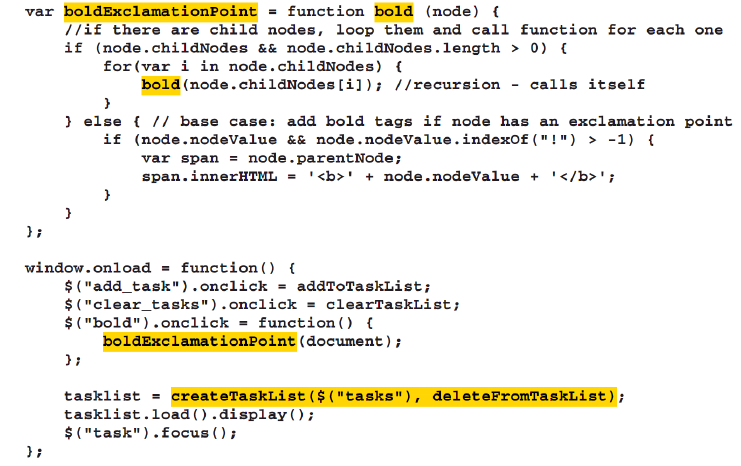 var boldExclamationPoint = function bold (node) {
    //if there are child nodes, loop them and call function for each one
    if (node.childNodes && node.childNodes.length > 0) {
        for(var i in node.childNodes) {
            bold(node.childNodes[i]); //recursion - calls itself
        }
    } else { // base case: add bold tags if node has an exclamation point
        if (node.nodeValue && node.nodeValue.indexOf("!") > -1) {
            var span = node.parentNode;
            span.innerHTML = '<b>' + node.nodeValue + '</b>';
        }
    }
};

window.onload = function() {
    $("add_task").onclick = addToTaskList;
    $("clear_tasks").onclick = clearTaskList;
    $("bold").onclick = function() {
        boldExclamationPoint(document);
    };

    tasklist = createTaskList($("tasks"), deleteFromTaskList);
    tasklist.load().display();
    $("task").focus();
};